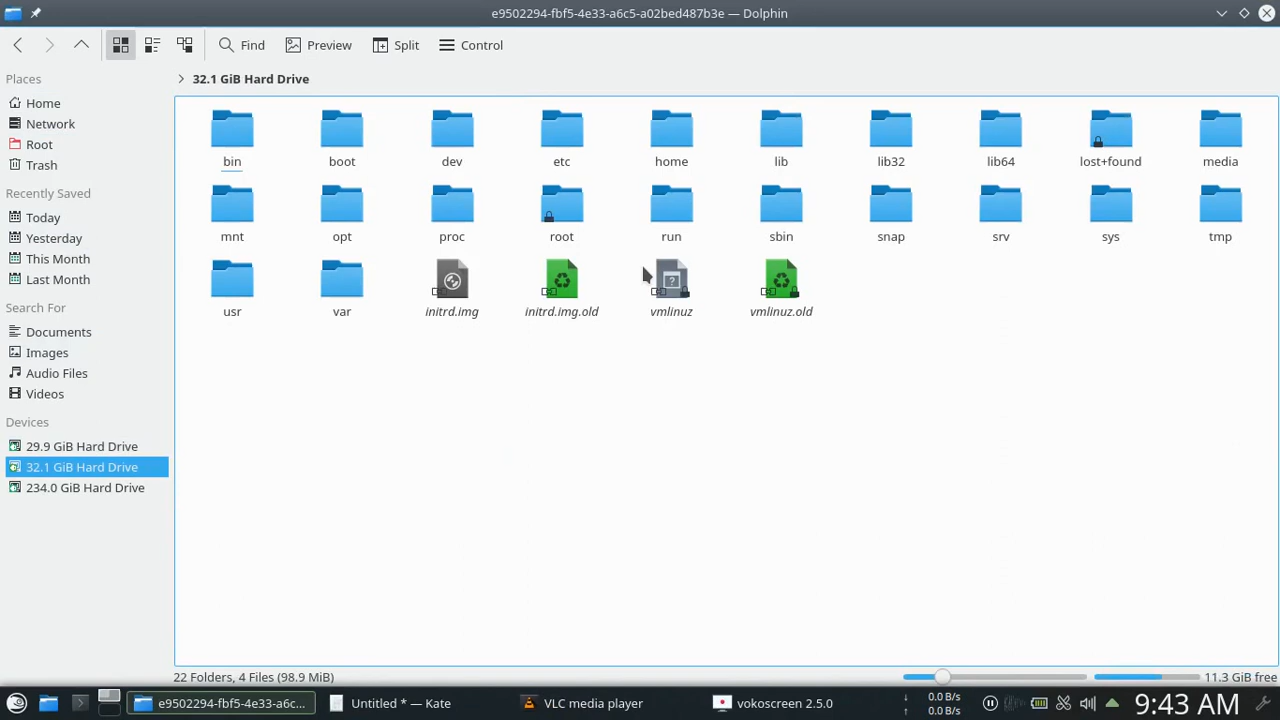 e9502294-fbf5-4e33-a6c5-a02bed487b3e — Dolphin
Find Preview Split Control
Places
Home
Network
Root
Trash
Recently Saved
Today
Yesterday
This Month
Last Month
Search For
Documents
Images
Audio Files
Videos
Devices
29.9 GiB Hard Drive
32.1 GiB Hard Drive
234.0 GiB Hard Drive
32.1 GiB Hard Drive
bin boot dev etc home lib lib32 lib64 lost+found media
mnt opt proc root run sbin snap srv sys tmp
usr var initrd.img initrd.img.old vmlinuz vmlinuz.old
22 Folders, 4 Files (98.9 MiB) 11.3 GiB free
e9502294-fbf5-4e33-a6c5-a02bed487b3e... Untitled * — Kate VLC media player vokoscreen 2.5.0 0.0 B/s 9:43 AM
0.0 B/s